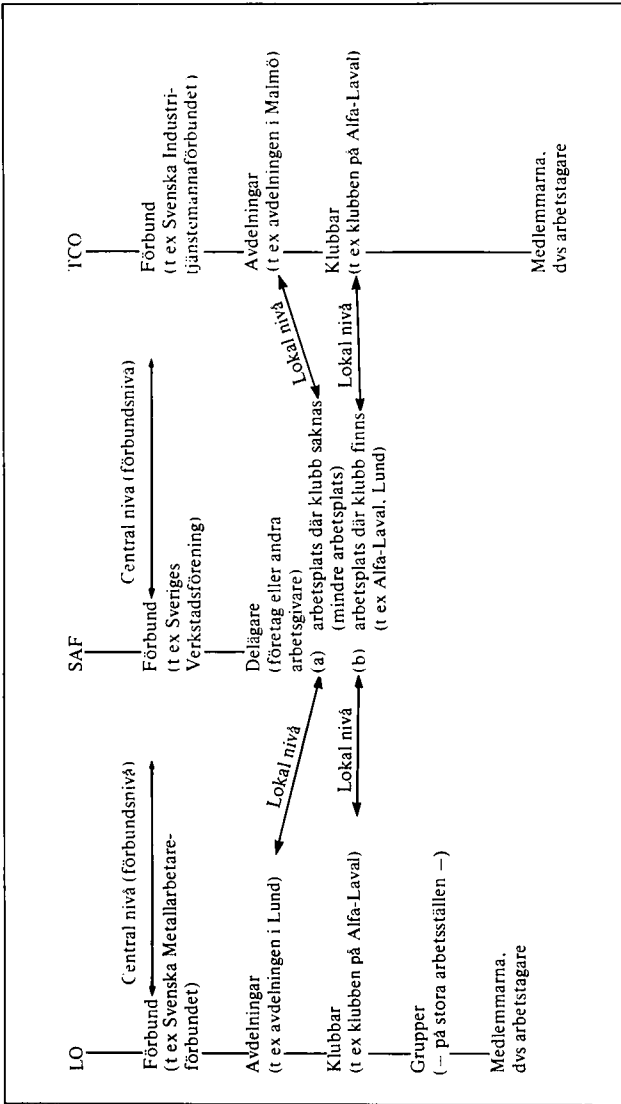 LO
Förbund
(t ex Svenska Metallarbetare-
förbundet)
Avdelningar
(t ex avdelningen i Lund)
Klubbar
(t ex klubben på Alfa-Laval)
Grupper
(— på stora arbetsställen —)
Medlemmarna,
dvs arbetstagare
Central nivå (förbundsnivå)
Lokal nivå
Lokal nivå
SAF
Förbund
(t ex Sveriges
Verkstadsförening)
Delägare
(företag eller andra
arbetsgivare)
(a) arbetsplats där klubb saknas
(mindre arbetsplats)
(b) arbetsplats där klubb finns
(t ex Alfa-Laval, Lund)
Central niva (förbundsniva)
Lokal nivå
Lokal nivå
TCO
Förbund
(t ex Svenska Industri-
tjänstemannaförbundet)
Avdelningar
(t ex avdelningen i Malmö)
Klubbar
(t ex klubben på Alfa-Laval)
Medlemmarna,
dvs arbetstagare